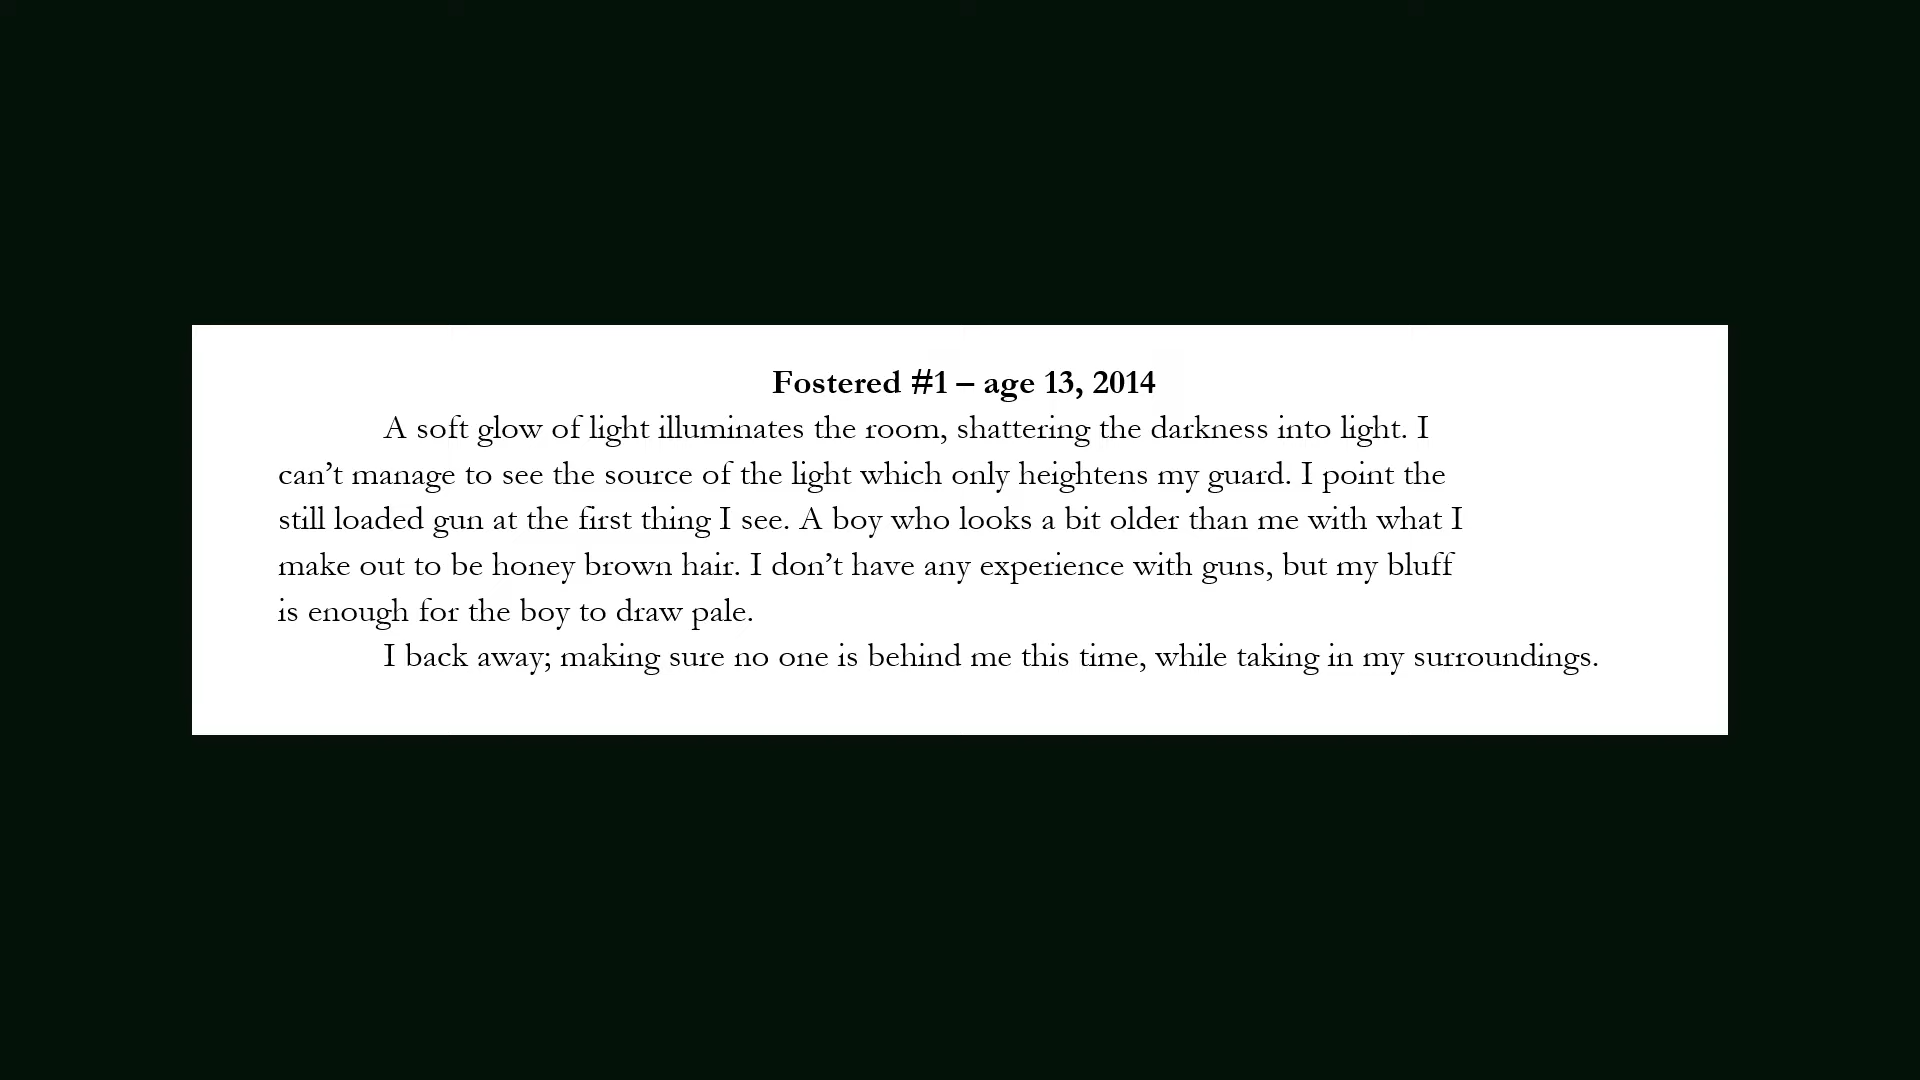 Fostered #1 – age 13, 2014
A soft glow of light illuminates the room, shattering the darkness into light. I
can’t manage to see the source of the light which only heightens my guard. I point the
still loaded gun at the first thing I see. A boy who looks a bit older than me with what I
make out to be honey brown hair. I don’t have any experience with guns, but my bluff
is enough for the boy to draw pale.
I back away; making sure no one is behind me this time, while taking in my surroundings.